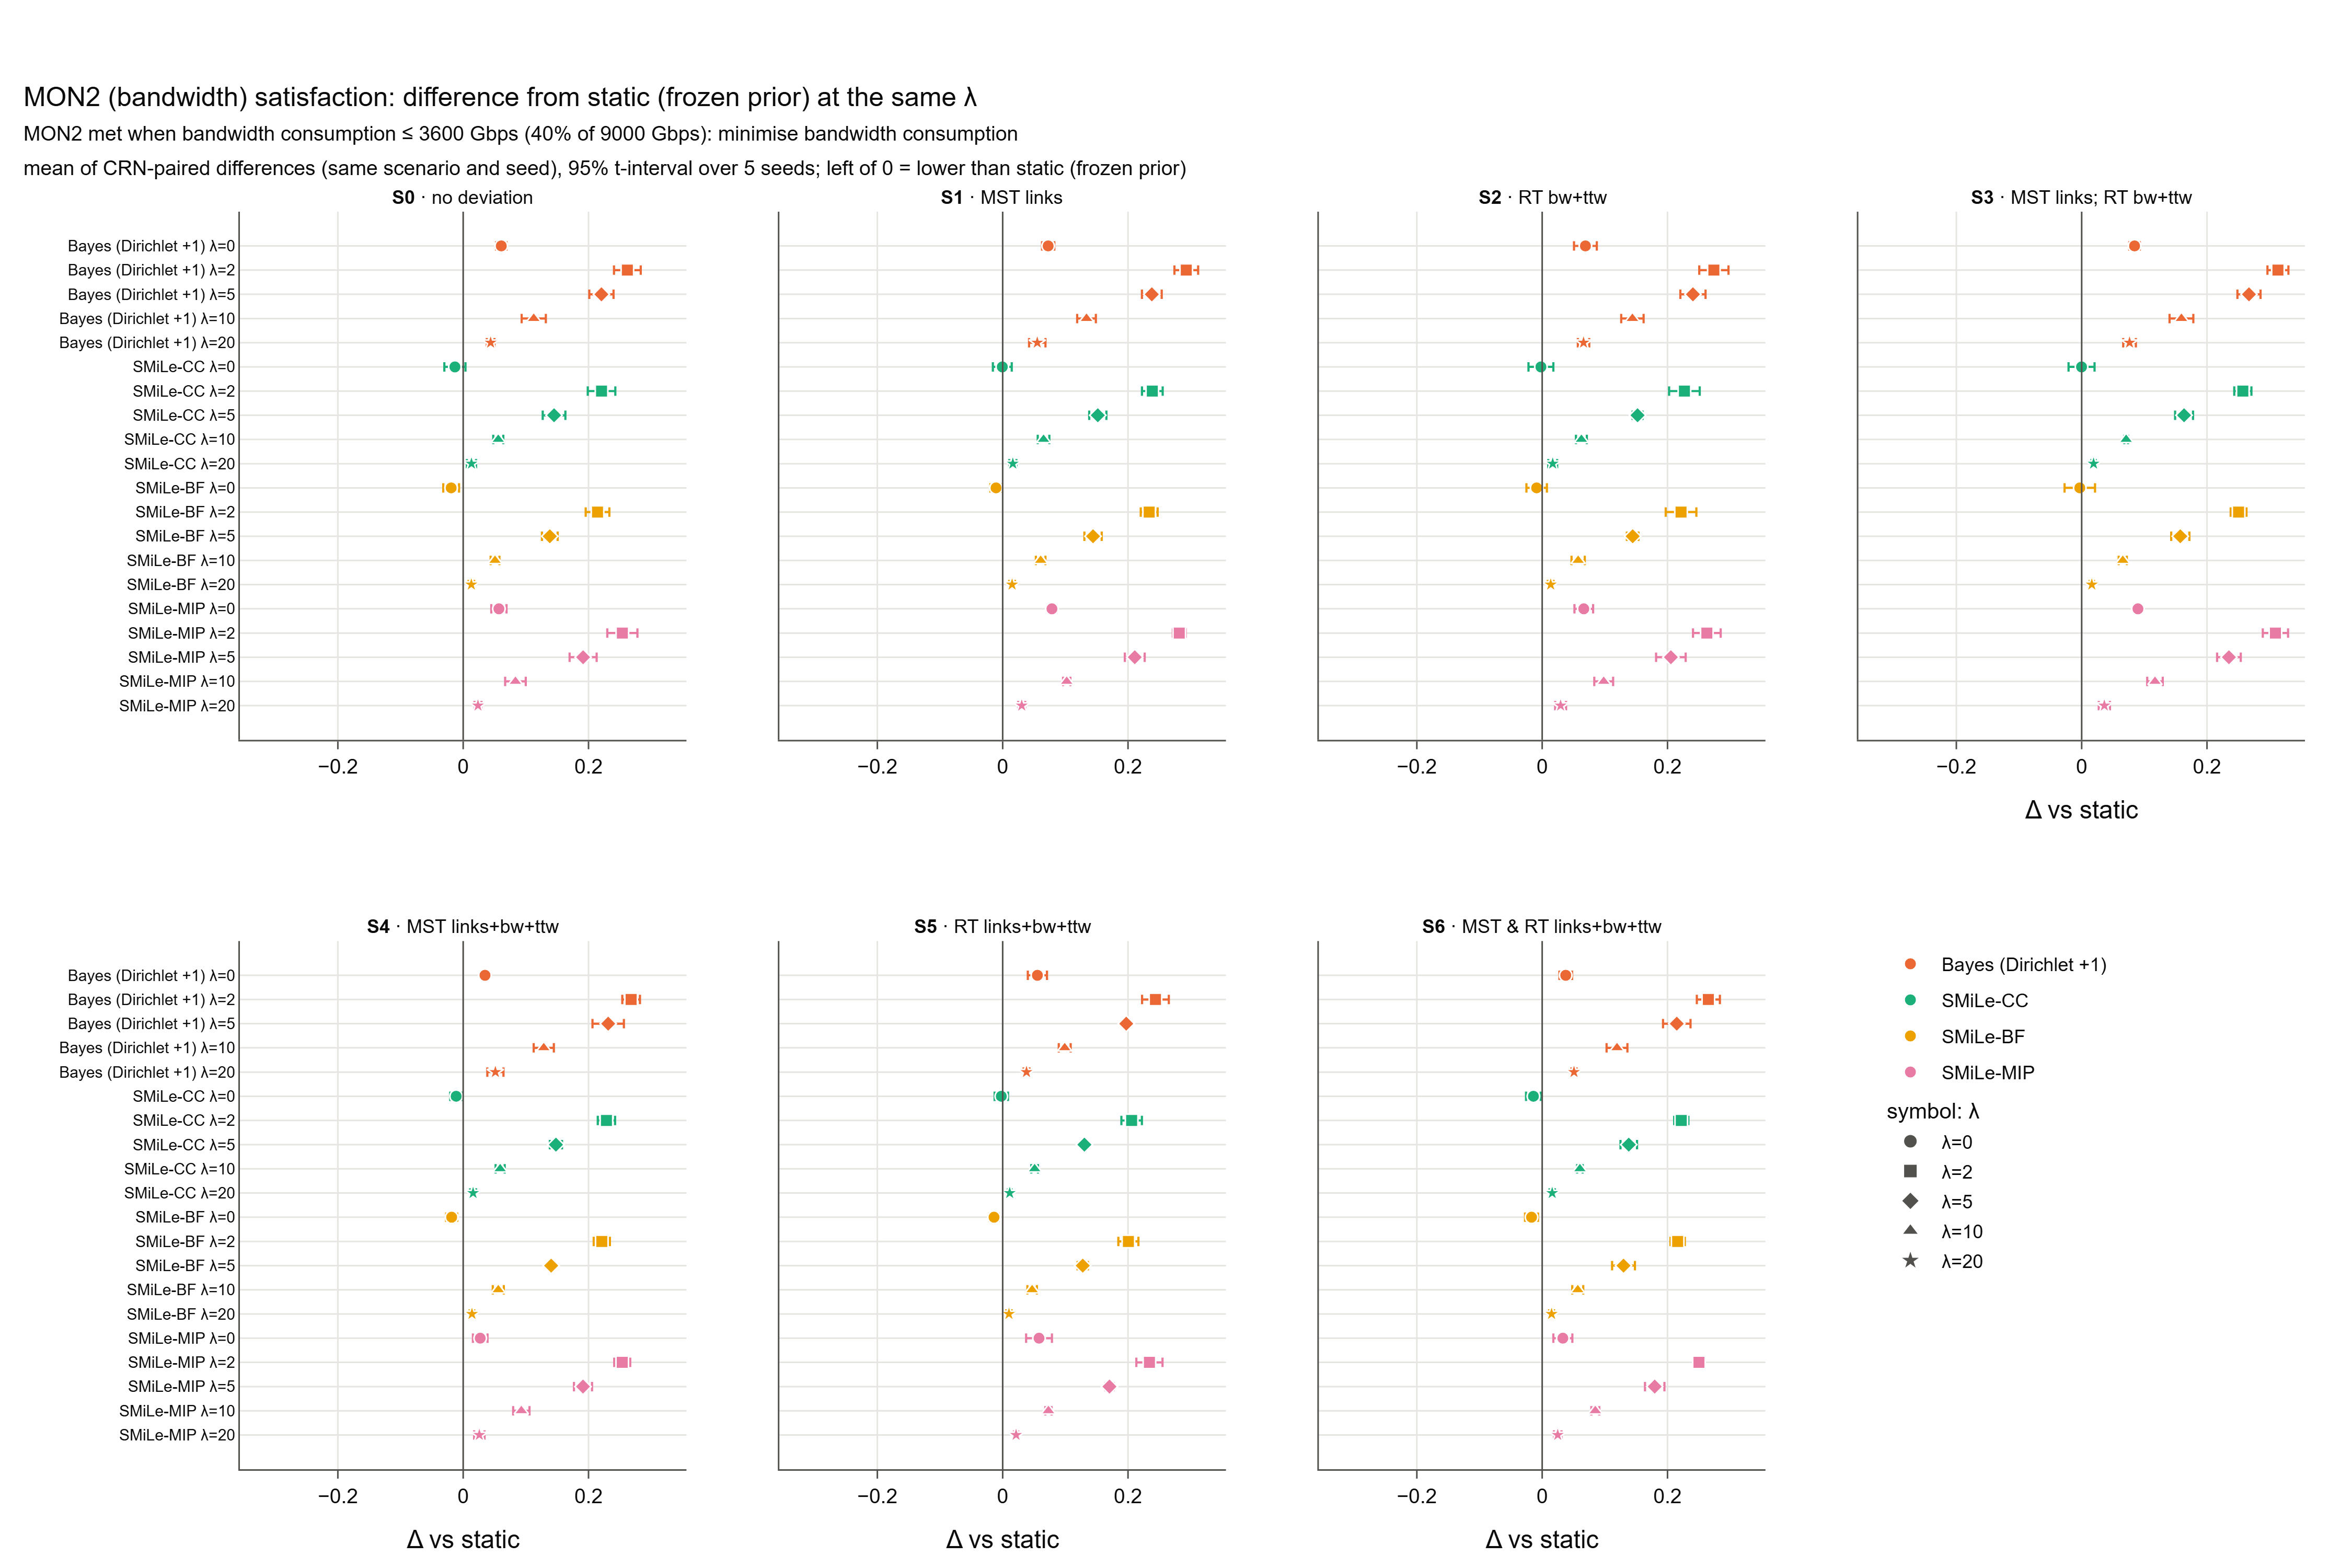 MON2 (bandwidth) satisfaction: difference from static (frozen prior) at the same λ
MON2 met when bandwidth consumption ≤ 3600 Gbps (40% of 9000 Gbps): minimise bandwidth consumption
mean of CRN-paired differences (same scenario and seed), 95% t-interval over 5 seeds; left of 0 = lower than static (frozen prior)
S0 · no deviation
S1 · MST links
S2 · RT bw+ttw
S3 · MST links; RT bw+ttw
Bayes (Dirichlet +1) λ=0
Bayes (Dirichlet +1) λ=2
Bayes (Dirichlet +1) λ=5
Bayes (Dirichlet +1) λ=10
Bayes (Dirichlet +1) λ=20
SMiLe-CC λ=0
SMiLe-CC λ=2
SMiLe-CC λ=5
SMiLe-CC λ=10
SMiLe-CC λ=20
SMiLe-BF λ=0
SMiLe-BF λ=2
SMiLe-BF λ=5
SMiLe-BF λ=10
SMiLe-BF λ=20
SMiLe-MIP λ=0
SMiLe-MIP λ=2
SMiLe-MIP λ=5
SMiLe-MIP λ=10
SMiLe-MIP λ=20
−0.2 0 0.2
−0.2 0 0.2
−0.2 0 0.2
−0.2 0 0.2
Δ vs static
S4 · MST links+bw+ttw
S5 · RT links+bw+ttw
S6 · MST & RT links+bw+ttw
Bayes (Dirichlet +1) λ=0
Bayes (Dirichlet +1) λ=2
Bayes (Dirichlet +1) λ=5
Bayes (Dirichlet +1) λ=10
Bayes (Dirichlet +1) λ=20
SMiLe-CC λ=0
SMiLe-CC λ=2
SMiLe-CC λ=5
SMiLe-CC λ=10
SMiLe-CC λ=20
SMiLe-BF λ=0
SMiLe-BF λ=2
SMiLe-BF λ=5
SMiLe-BF λ=10
SMiLe-BF λ=20
SMiLe-MIP λ=0
SMiLe-MIP λ=2
SMiLe-MIP λ=5
SMiLe-MIP λ=10
SMiLe-MIP λ=20
−0.2 0 0.2
−0.2 0 0.2
−0.2 0 0.2
Δ vs static
Δ vs static
Δ vs static
Bayes (Dirichlet +1)
SMiLe-CC
SMiLe-BF
SMiLe-MIP
symbol: λ
λ=0
λ=2
λ=5
λ=10
λ=20